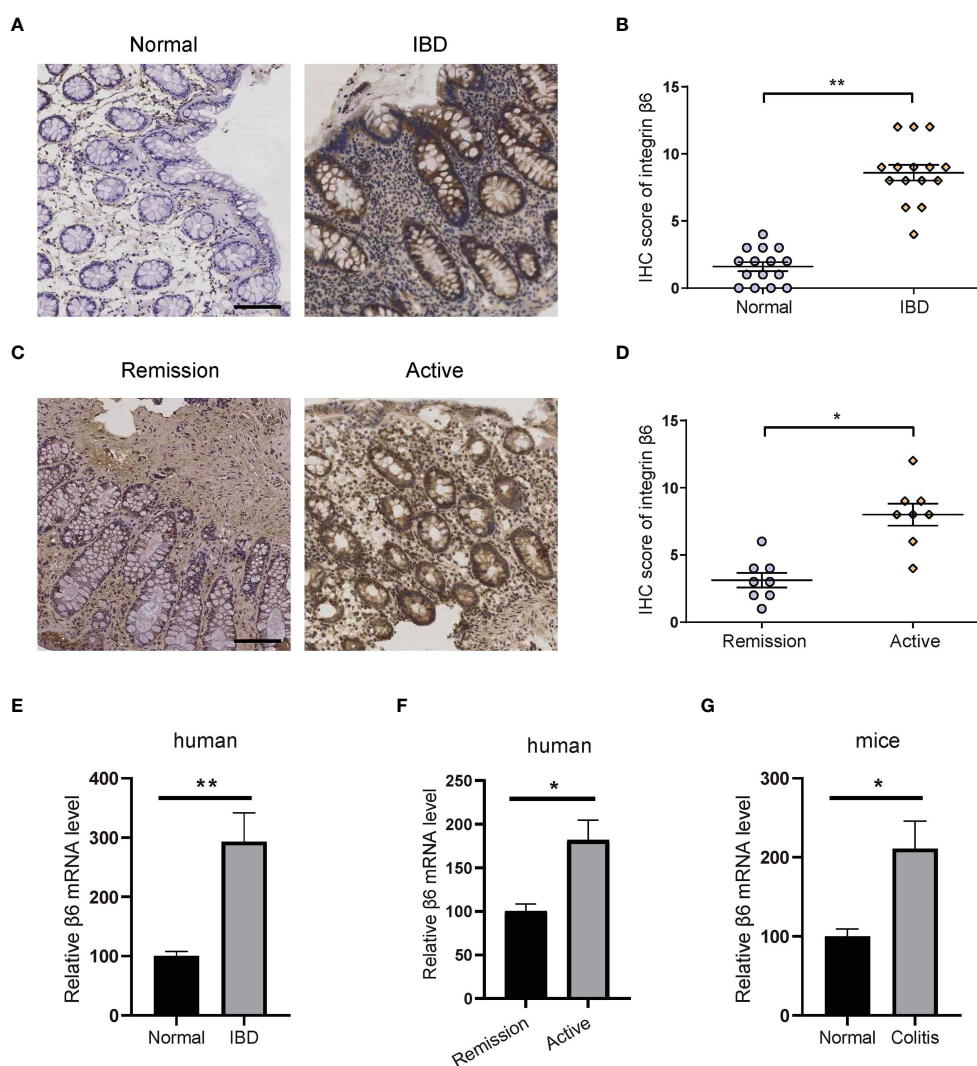 A
Normal
IBD
B
IHC score of integrin β6
15
10
5
0
**
Normal
IBD
C
Remission
Active
D
IHC score of integrin β6
15
10
5
0
*
Remission
Active
E
human
Relative β6 mRNA level
400
300
200
100
0
**
Normal
IBD
F
human
Relative β6 mRNA level
250
200
150
100
50
0
*
Remission
Active
G
mice
Relative β6 mRNA level
300
200
100
0
*
Normal
Colitis